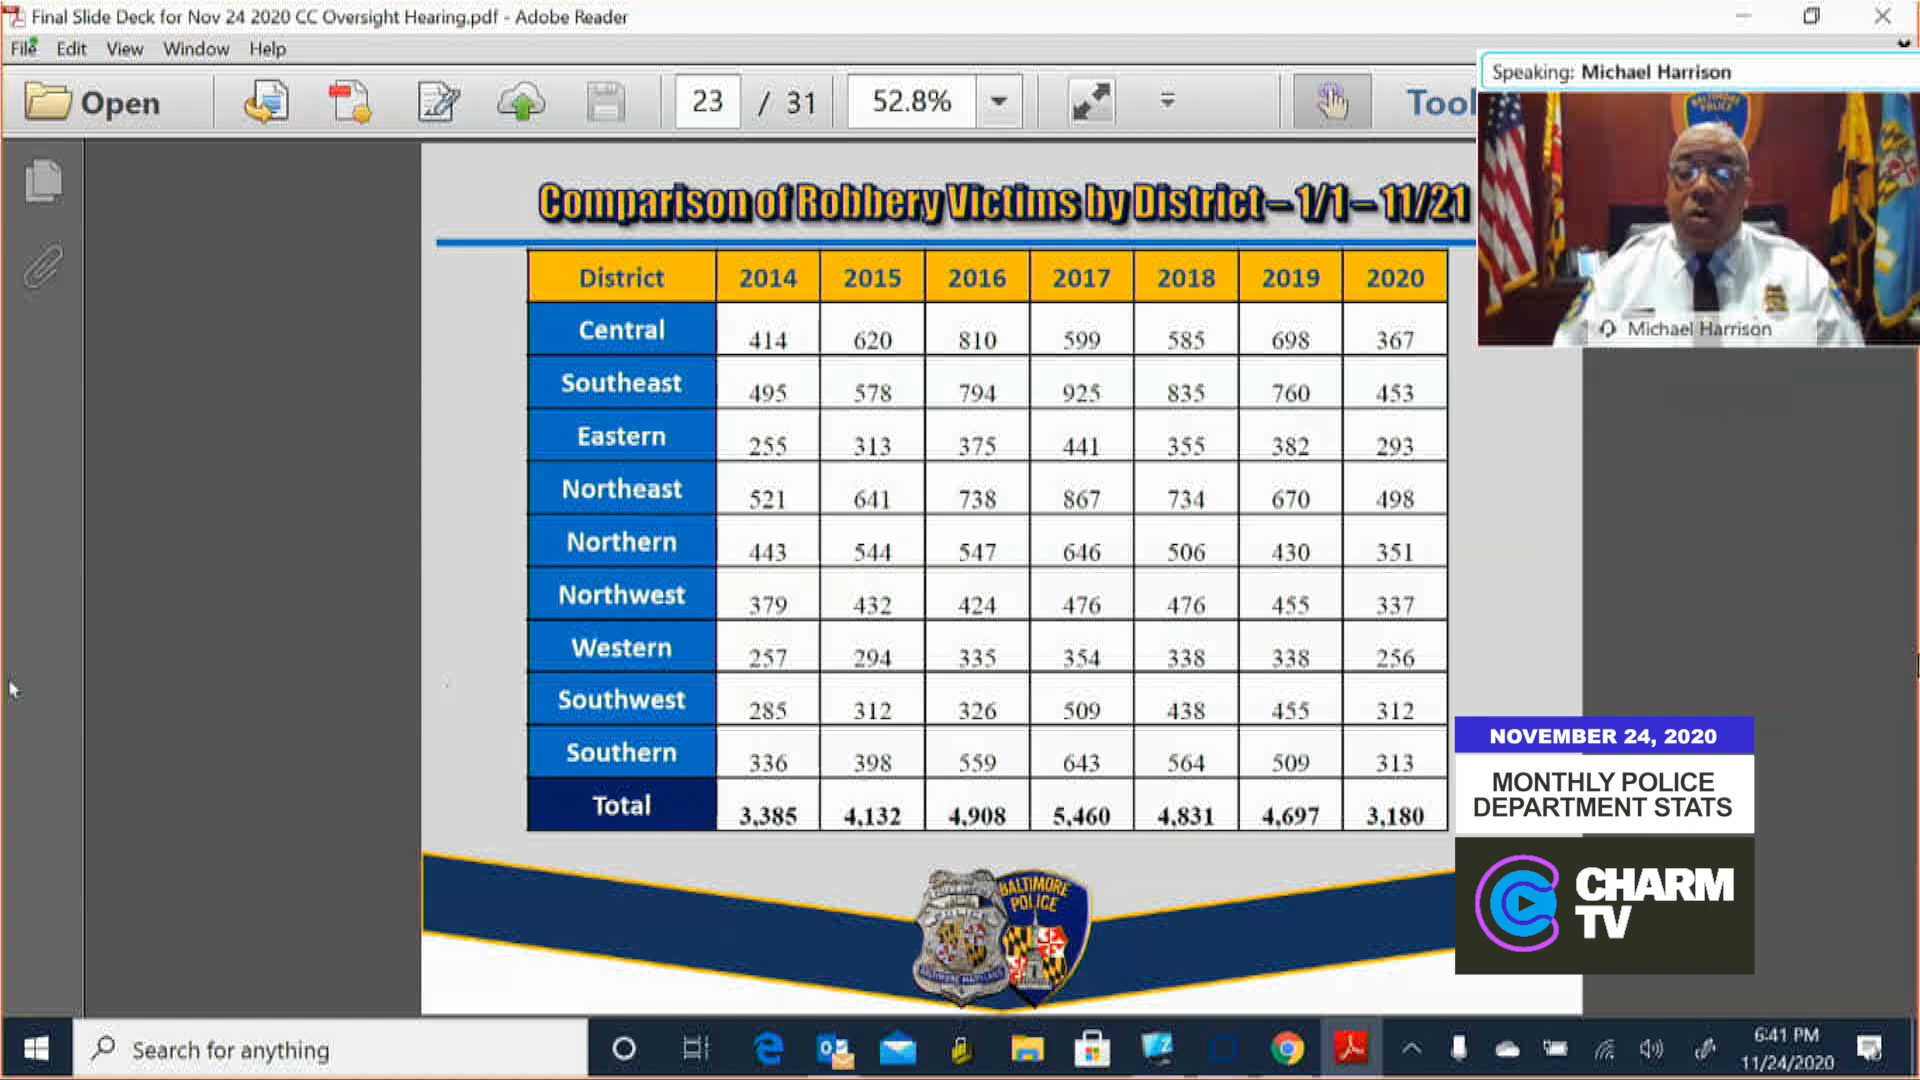 Final Slide Deck for Nov 24 2020 CC Oversight Hearing.pdf - Adobe Reader
File Edit View Window Help
Open 23 / 31 52.8% Tool
Speaking: Michael Harrison
BALTIMORE
POLICE
Michael Harrison
Comparison of Robbery Victims by District – 1/1 – 11/21
District 2014 2015 2016 2017 2018 2019 2020
Central 414 620 810 599 585 698 367
Southeast 495 578 794 925 835 760 453
Eastern 255 313 375 441 355 382 293
Northeast 521 641 738 867 734 670 498
Northern 443 544 547 646 506 430 351
Northwest 379 432 424 476 476 455 337
Western 257 294 335 354 338 338 256
Southwest 285 312 326 509 438 455 312
Southern 336 398 559 643 564 509 313
Total 3,385 4,132 4,908 5,460 4,831 4,697 3,180
NOVEMBER 24, 2020
MONTHLY POLICE
DEPARTMENT STATS
CHARM
TV
POLICE
BALTIMORE
POLICE
Search for anything
6:41 PM
11/24/2020